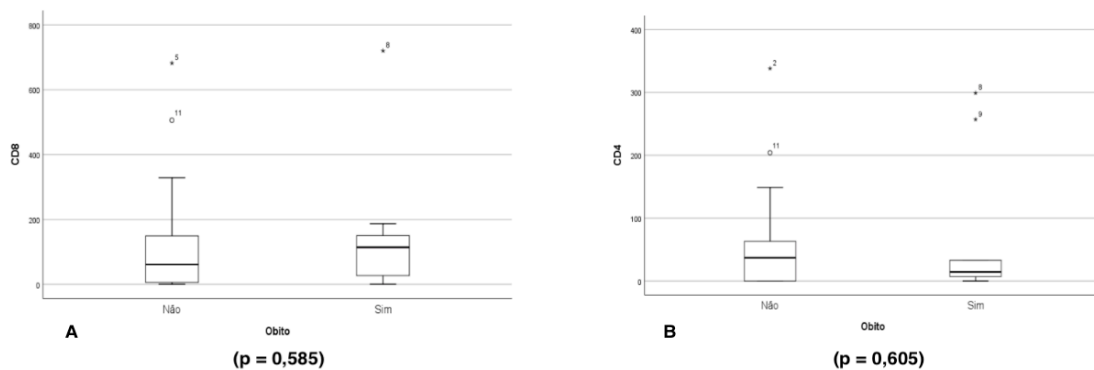 800
600
400
200
0
CD8
5
11
8
Não
Sim
Obito
A
(p = 0,585)
400
300
200
100
0
CD4
2
11
8
9
Não
Sim
Obito
B
(p = 0,605)